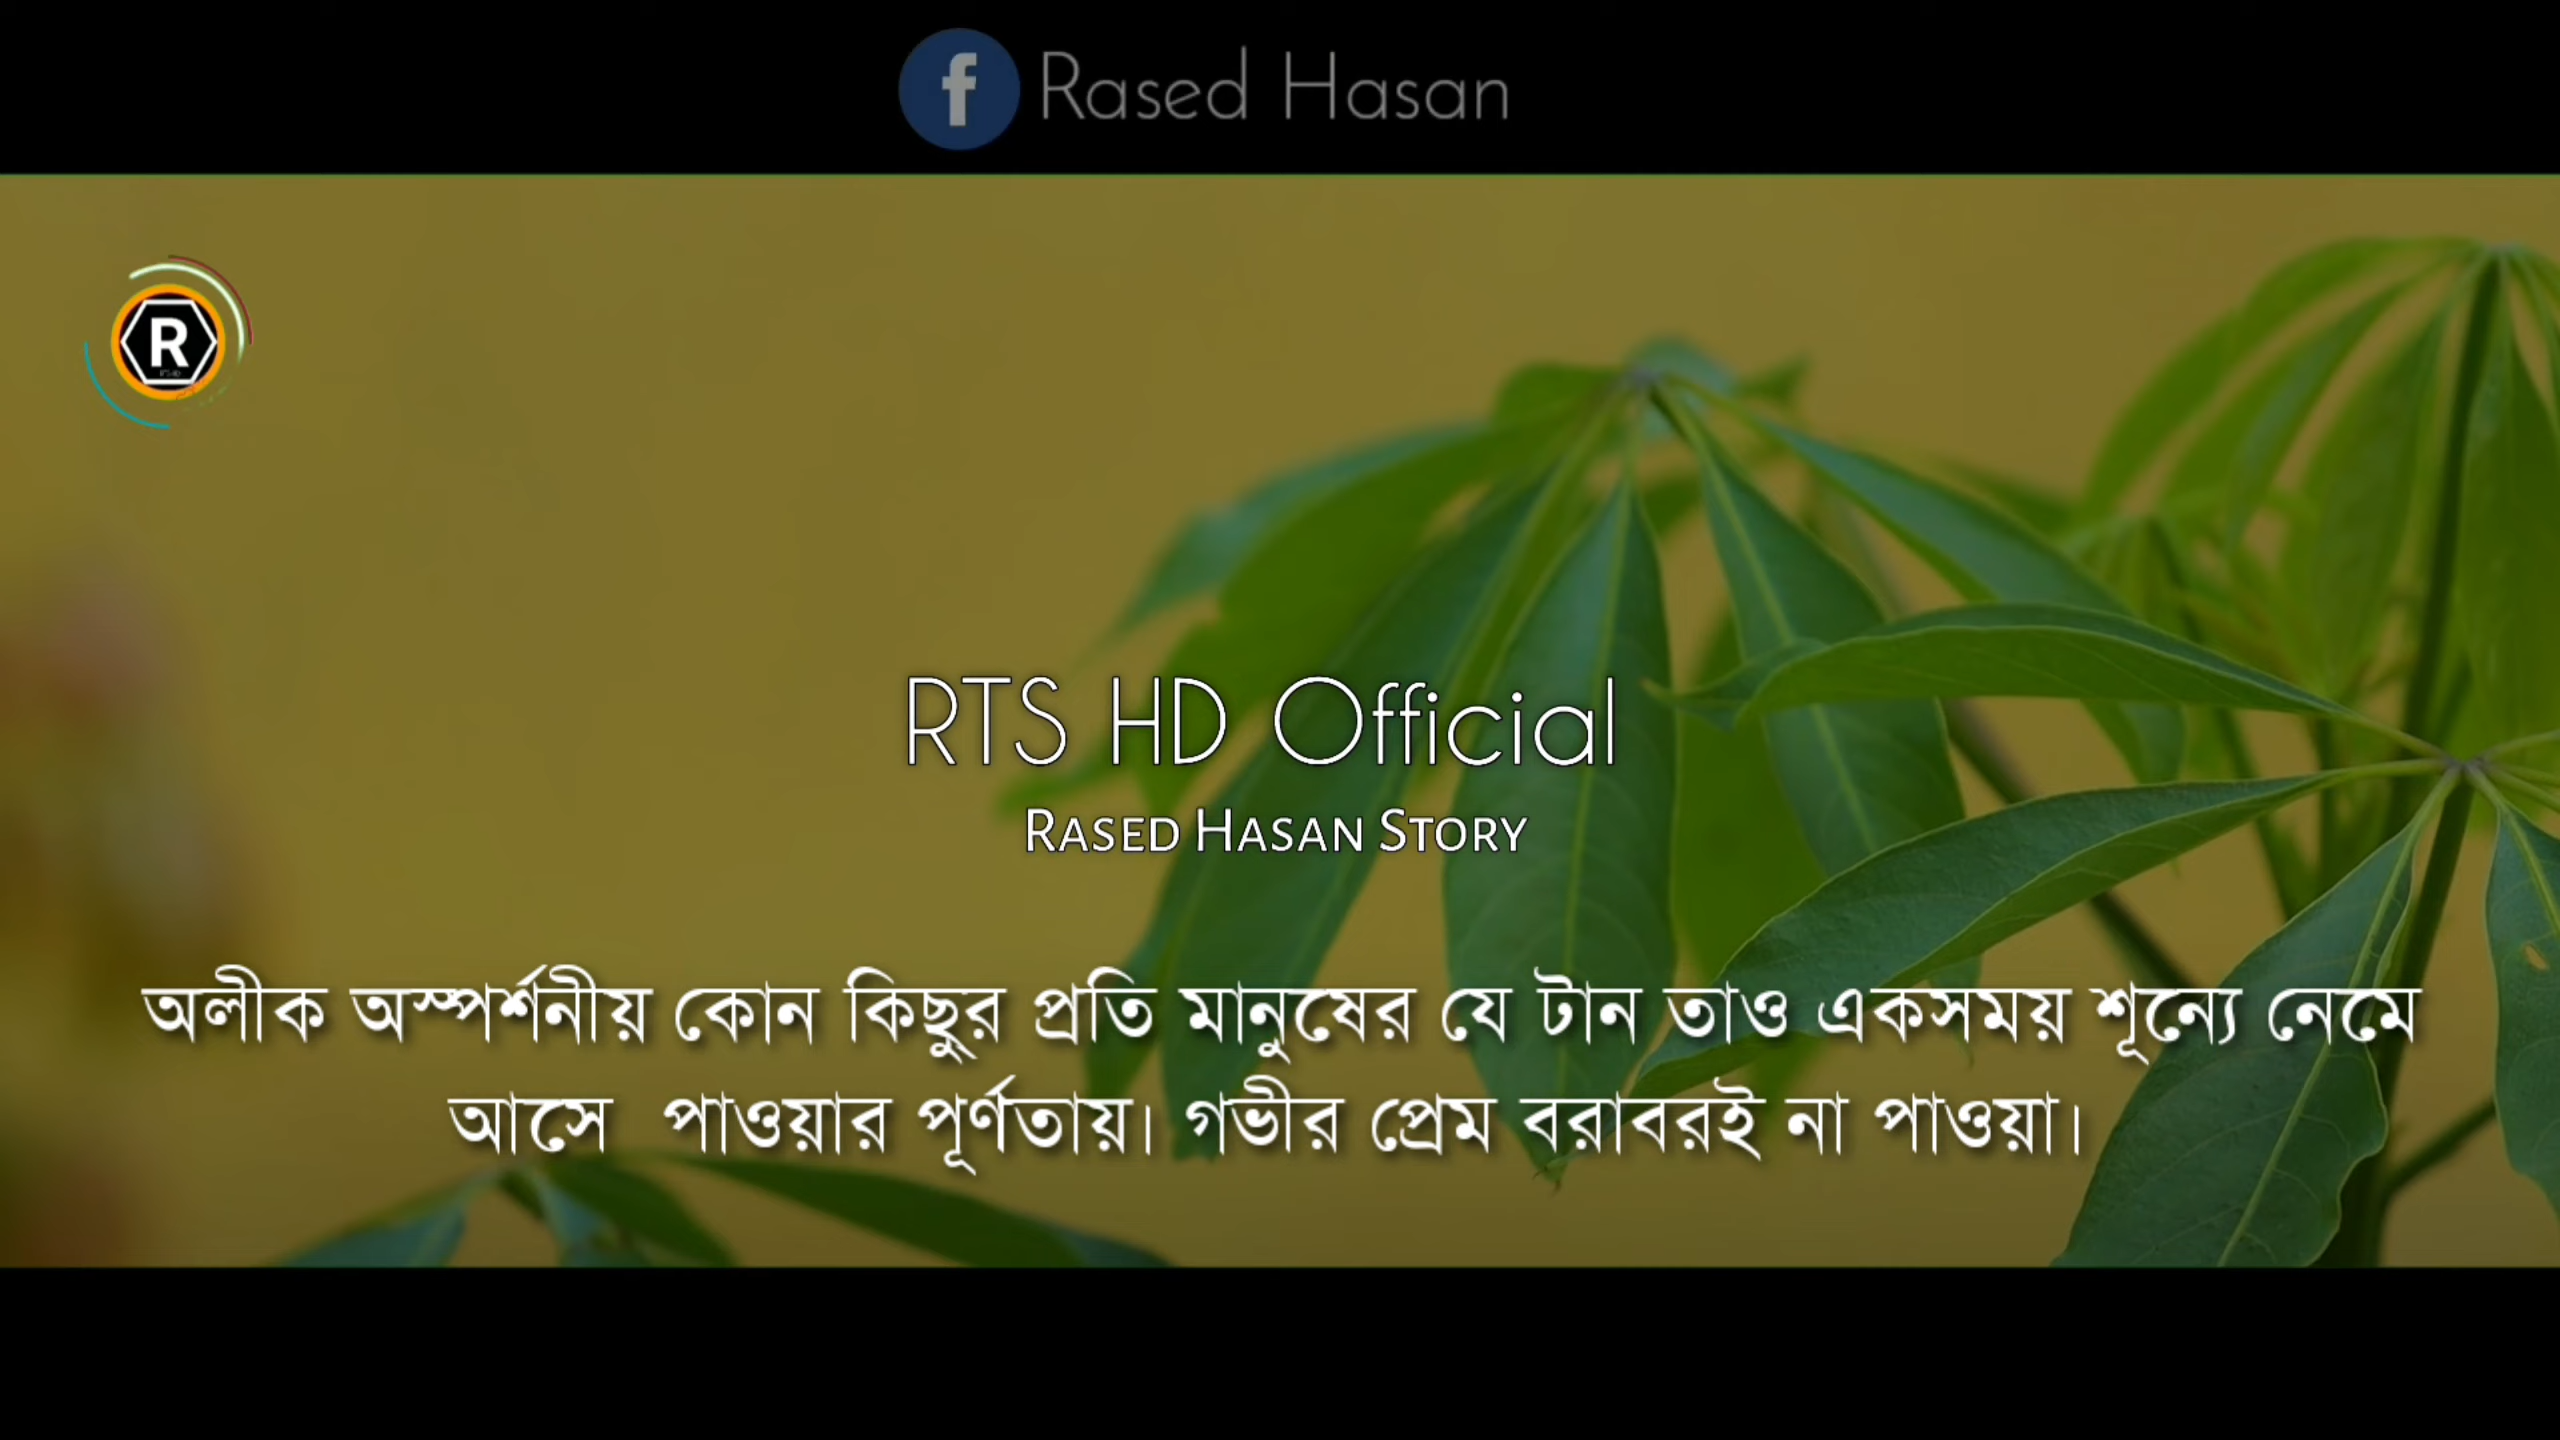 f Rased Hasan
R
RTS HD Official
Rased Hasan Story
অলীক অস্পর্শনীয় কোন কিছুর প্রতি মানুষের যে টান তাও একসময় শূন্যে নেমে
আসে পাওয়ার পূর্ণতায়। গভীর প্রেম বরাবরই না পাওয়া।